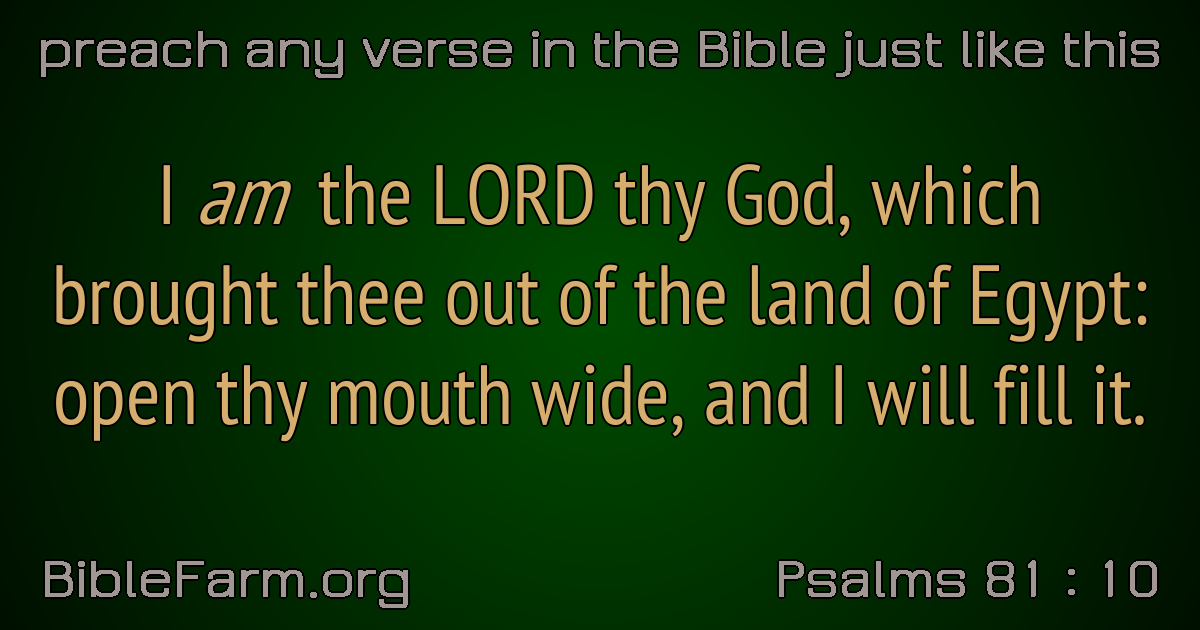 preach any verse in the Bible just like this
I am the LORD thy God, which
brought thee out of the land of Egypt:
open thy mouth wide, and I will fill it.
BibleFarm.org
Psalms 81 : 10